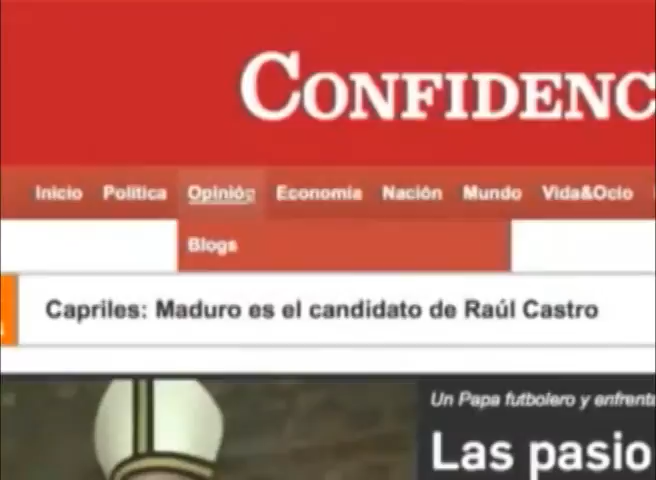 CONFIDENC
Inicio Política Opinión Economía Nación Mundo Vida&Ocio
Blogs
Capriles: Maduro es el candidato de Raúl Castro
Un Papa futbolero y enfrent
Las pasio